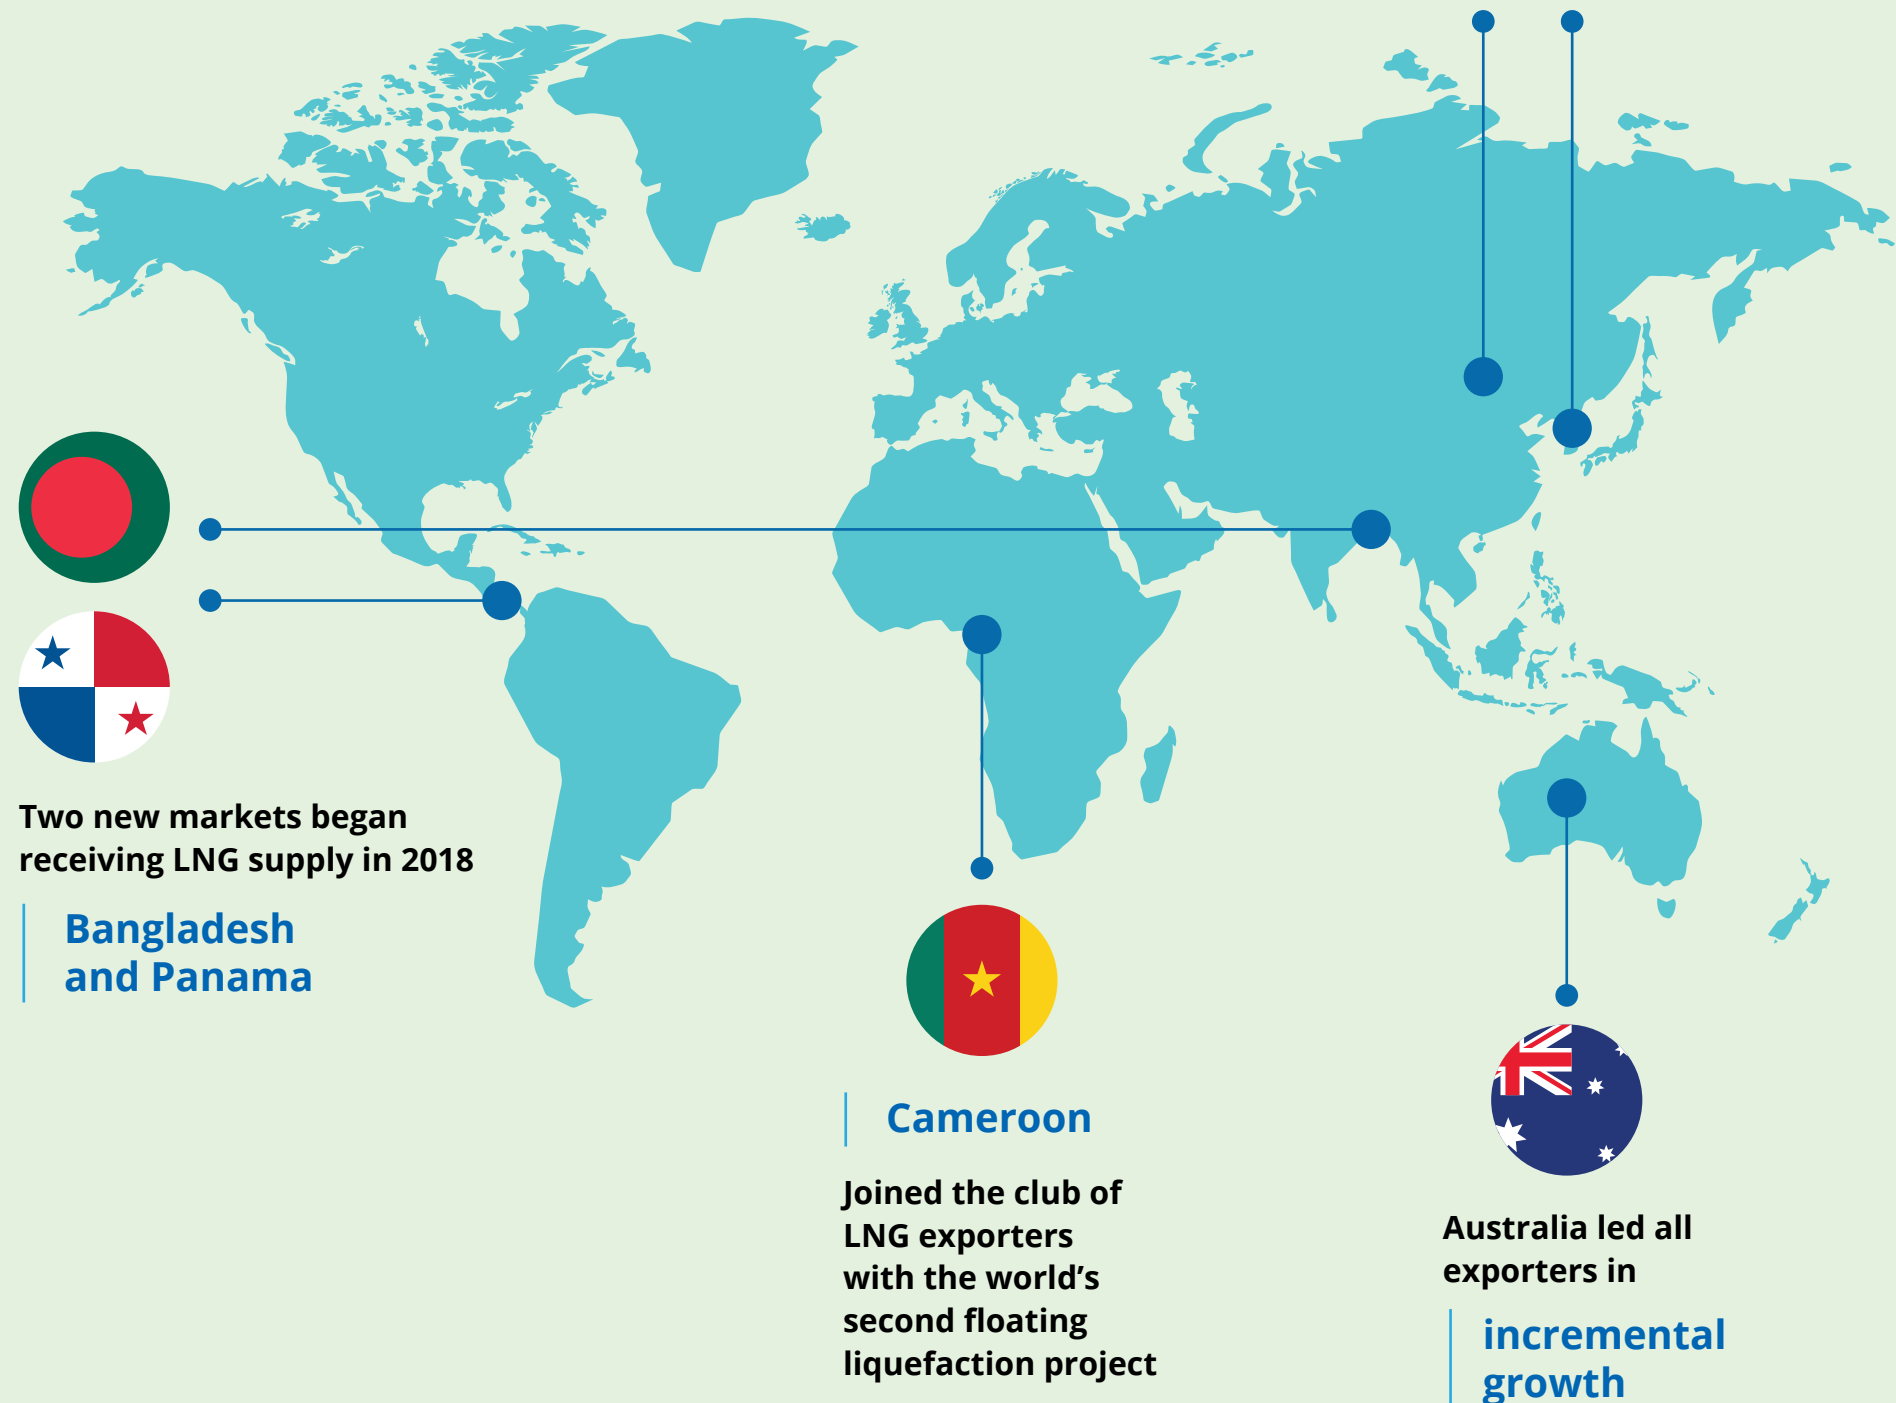 Two new markets began
receiving LNG supply in 2018
Bangladesh
and Panama
Cameroon
Joined the club of
LNG exporters
with the world’s
second floating
liquefaction project
Australia led all
exporters in
incremental
growth